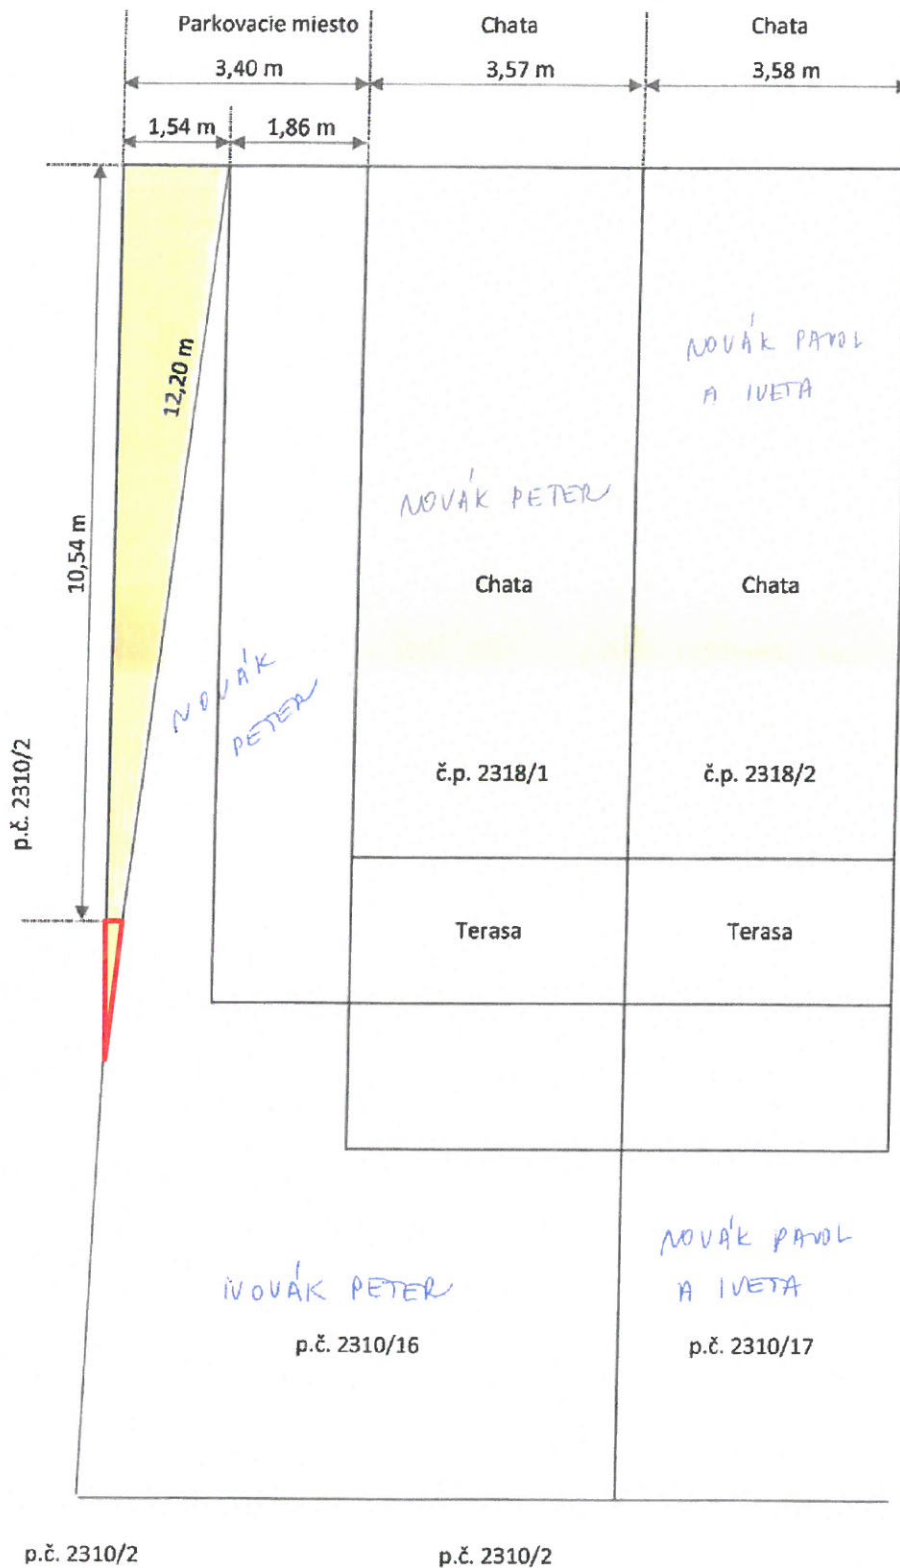 Parkovacie miesto Chata Chata
3,40 m 3,57 m 3,58 m
1,54 m 1,86 m
12,20 m
10,54 m
p.č. 2310/2
NOVÁK PAVOL
A IVETA
NOVÁK PETER
Chata Chata
NOVÁK
PETER
č.p. 2318/1 č.p. 2318/2
Terasa Terasa
NOVÁK PETER
p.č. 2310/16
NOVÁK PAVOL
A IVETA
p.č. 2310/17
p.č. 2310/2 p.č. 2310/2